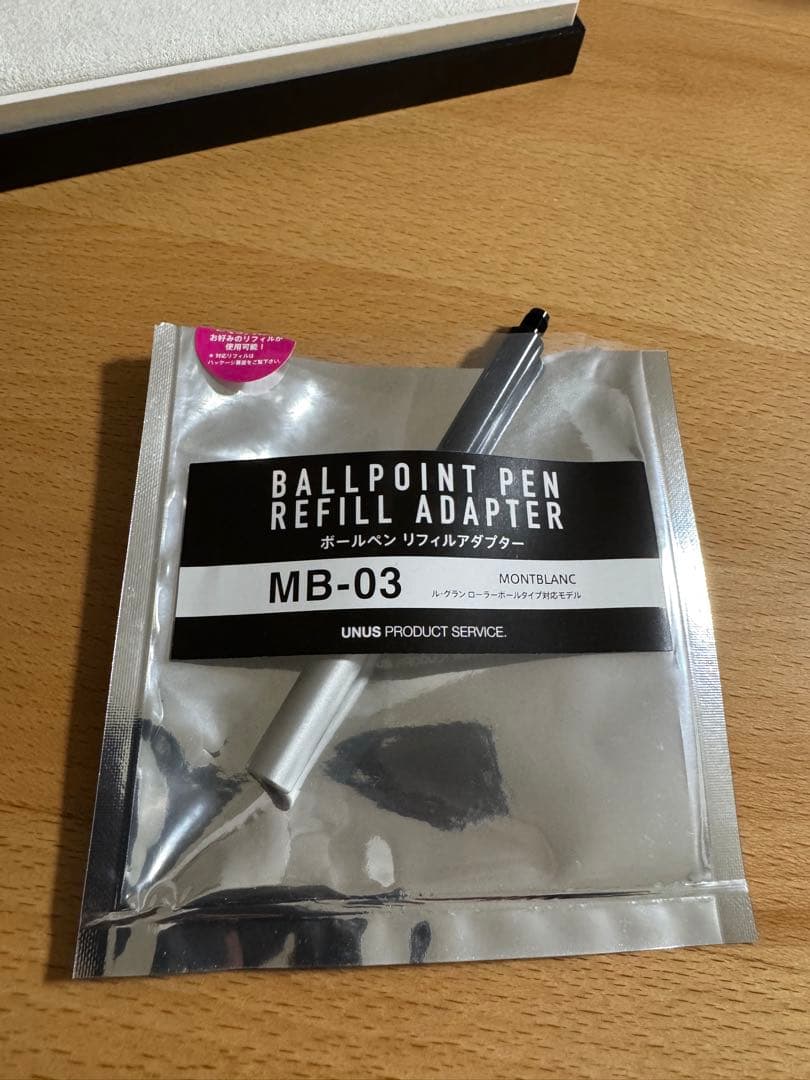 お好みのリフィルが
使用可能！
※対応リフィルは
パッケージ裏面をご覧下さい。
BALLPOINT PEN
REFILL ADAPTER
ボールペン リフィルアダプター
MB-03
MONTBLANC
ル・グラン ローラーボールタイプ対応モデル
UNUS PRODUCT SERVICE.